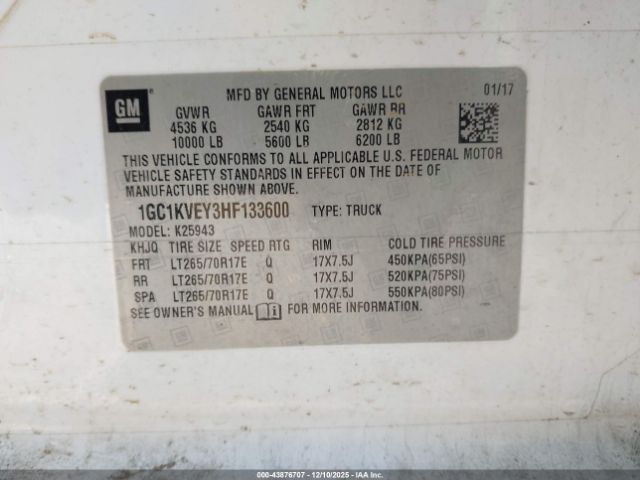 GM
MFD BY GENERAL MOTORS LLC 01/17
GVWR GAWR FRT GAWR RR
4536 KG 2540 KG 2812 KG
10000 LB 5600 LB 6200 LB
THIS VEHICLE CONFORMS TO ALL APPLICABLE U.S. FEDERAL MOTOR
VEHICLE SAFETY STANDARDS IN EFFECT ON THE DATE OF
MANUFACTURE SHOWN ABOVE.
1GC1KVEY3HF133600 TYPE: TRUCK
MODEL: K25943
KHJQ TIRE SIZE SPEED RTG RIM COLD TIRE PRESSURE
FRT LT265/70R17E Q 17X7.5J 450KPA(65PSI)
RR LT265/70R17E Q 17X7.5J 520KPA(75PSI)
SPA LT265/70R17E Q 17X7.5J 550KPA(80PSI)
SEE OWNER'S MANUAL FOR MORE INFORMATION.
000-43876707 - 12/10/2025 - IAAI.COM